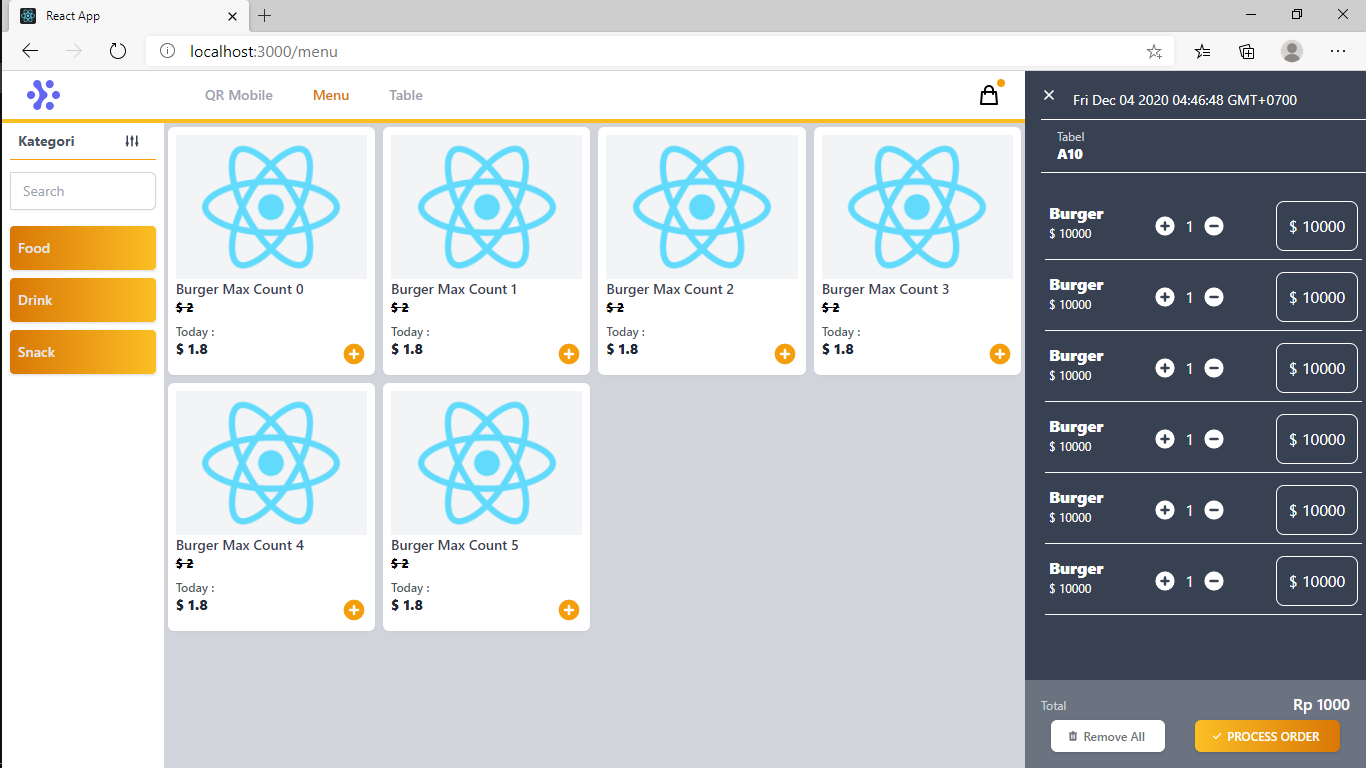 React App
localhost:3000/menu
QR Mobile
Menu
Table
Kategori
Search
Food
Drink
Snack
Burger Max Count 0
$ 2
Today :
$ 1.8
Burger Max Count 1
$ 2
Today :
$ 1.8
Burger Max Count 2
$ 2
Today :
$ 1.8
Burger Max Count 3
$ 2
Today :
$ 1.8
Burger Max Count 4
$ 2
Today :
$ 1.8
Burger Max Count 5
$ 2
Today :
$ 1.8
Fri Dec 04 2020 04:46:48 GMT+0700
Tabel
A10
Burger
$ 10000
1
$ 10000
Burger
$ 10000
1
$ 10000
Burger
$ 10000
1
$ 10000
Burger
$ 10000
1
$ 10000
Burger
$ 10000
1
$ 10000
Burger
$ 10000
1
$ 10000
Total
Rp 1000
Remove All
PROCESS ORDER